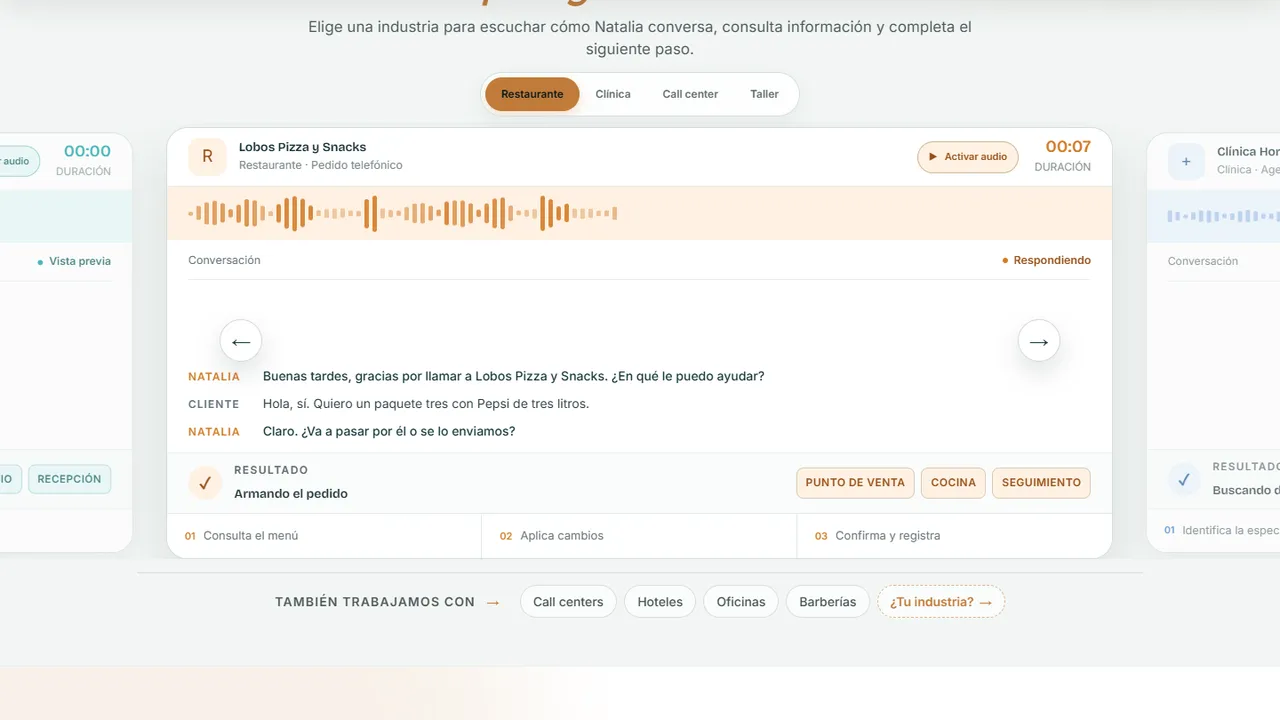 Elige una industria para escuchar cómo Natalia conversa, consulta información y completa el
siguiente paso.
Restaurante Clínica Call center Taller
audio
00:00
DURACIÓN
Vista previa
RECEPCIÓN
R
Lobos Pizza y Snacks
Restaurante · Pedido telefónico
▶ Activar audio
00:07
DURACIÓN
Conversación
• Respondiendo
←
→
NATALIA Buenas tardes, gracias por llamar a Lobos Pizza y Snacks. ¿En qué le puedo ayudar?
CLIENTE Hola, sí. Quiero un paquete tres con Pepsi de tres litros.
NATALIA Claro. ¿Va a pasar por él o se lo enviamos?
✓
RESULTADO
Armando el pedido
PUNTO DE VENTA COCINA SEGUIMIENTO
01 Consulta el menú
02 Aplica cambios
03 Confirma y registra
+
Clínica
Clínica ·
Conversación
✓
RESULTADO
Buscando
01 Identifica la
TAMBIÉN TRABAJAMOS CON →
Call centers Hoteles Oficinas Barberías ¿Tu industria? →